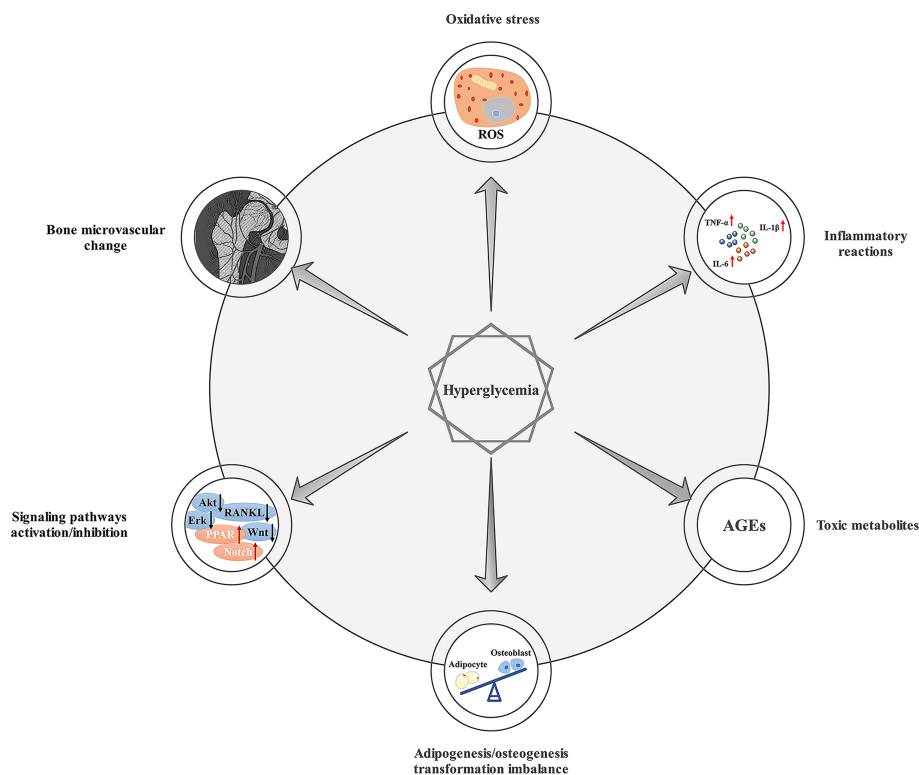 Oxidative stress
ROS
Bone microvascular
change
TNF-α
IL-1β
IL-6
Inflammatory
reactions
Hyperglycemia
Signaling pathways
activation/inhibition
Akt
RANKL
Erk
PPAR
Wnt
Notch
AGEs
Toxic metabolites
Adipocyte
Osteoblast
Adipogenesis/osteogenesis
transformation imbalance